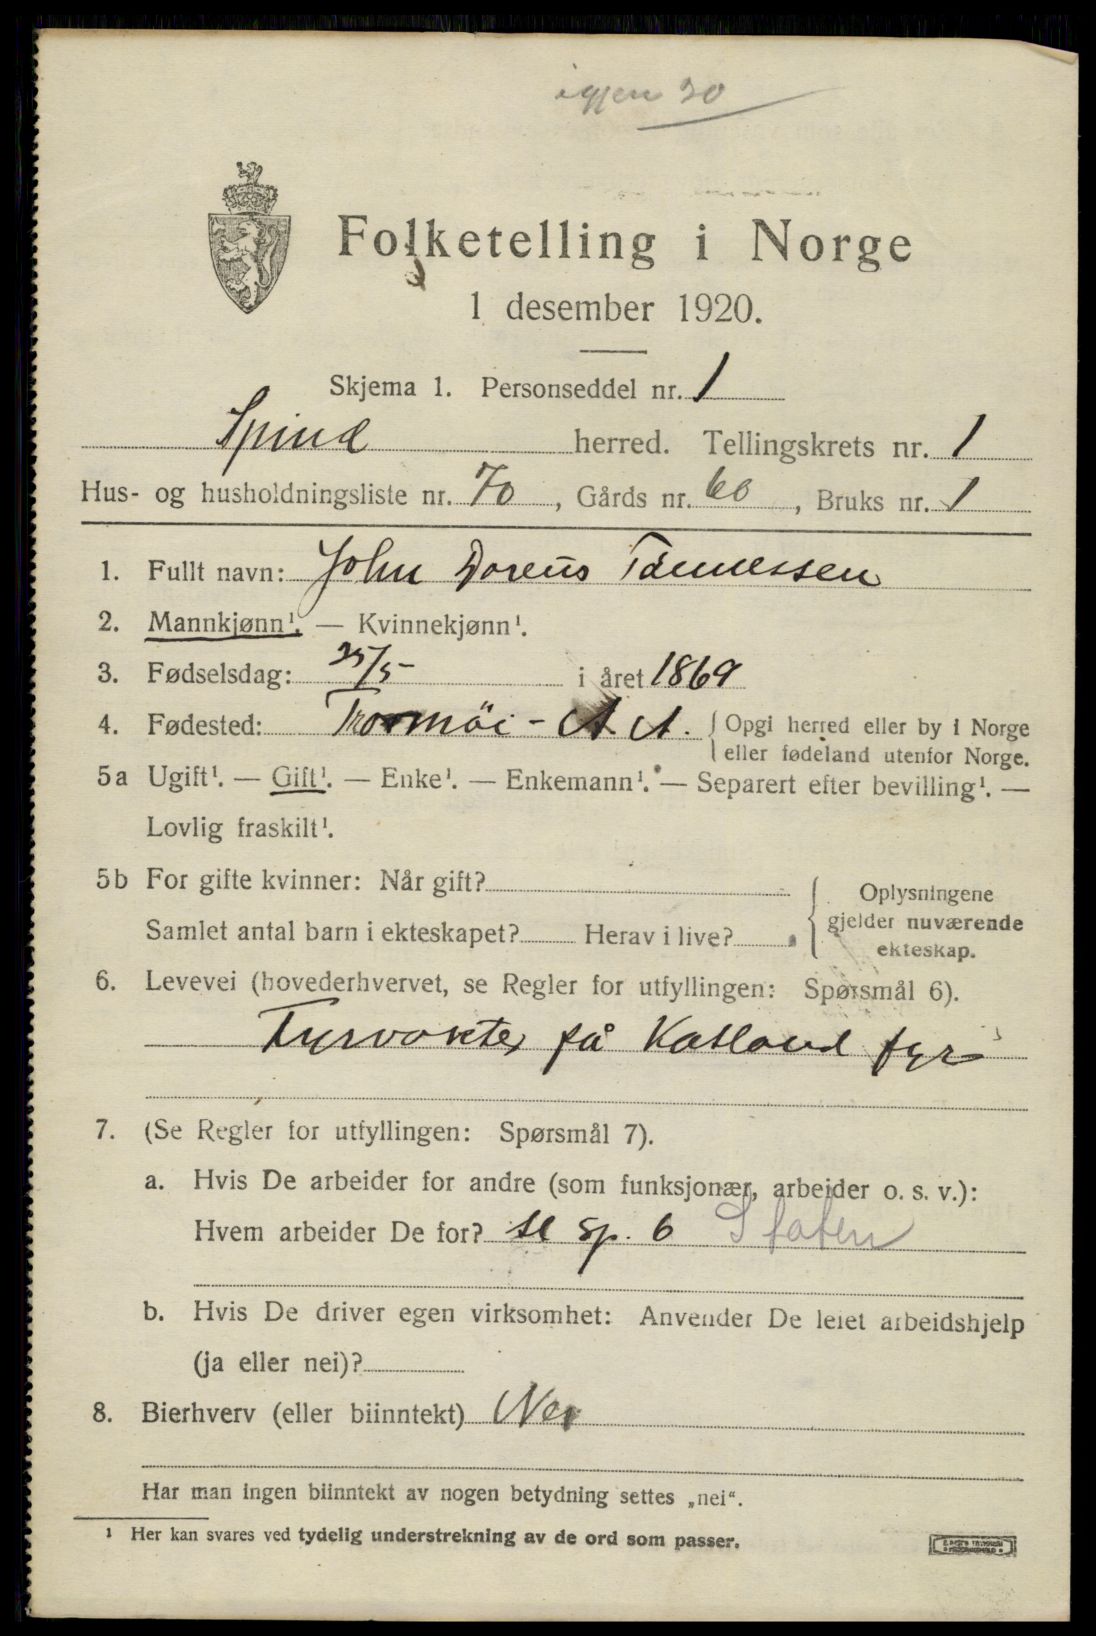 igjen 20
Folketelling i Norge
1 desember 1920.
Skjema 1. Personseddel nr. 1
Spind herred. Tellingskrets nr. 1
Hus- og husholdningsliste nr. 70, Gårds nr. 60, Bruks nr. 1
1. Fullt navn: John Doreus Tønnessen
2. Mannkjønn¹. — Kvinnekjønn¹.
3. Fødselsdag: 25/5- i året 1869
4. Fødested: Tromöi - A. A. { Opgi herred eller by i Norge
eller fødeland utenfor Norge.
5a Ugift¹. — Gift¹. — Enke¹. — Enkemann¹. — Separert efter bevilling¹. —
Lovlig fraskilt¹.
5b For gifte kvinner: Når gift?
Samlet antal barn i ekteskapet? Herav i live?
{ Oplysningene
gjelder nuværende
ekteskap.
6. Levevei (hovederhvervet, se Regler for utfyllingen: Spørsmål 6).
Fyrvokter på Katland fyr
7. (Se Regler for utfyllingen: Spørsmål 7).
a. Hvis De arbeider for andre (som funksjonær, arbeider o. s. v.):
Hvem arbeider De for? se sp. 6 Staten
b. Hvis De driver egen virksomhet: Anvender De leiet arbeidshjelp
(ja eller nei)?
8. Bierhverv (eller biinntekt) Nei
Har man ingen biinntekt av nogen betydning settes „nei“.
¹ Her kan svares ved tydelig understrekning av de ord som passer.